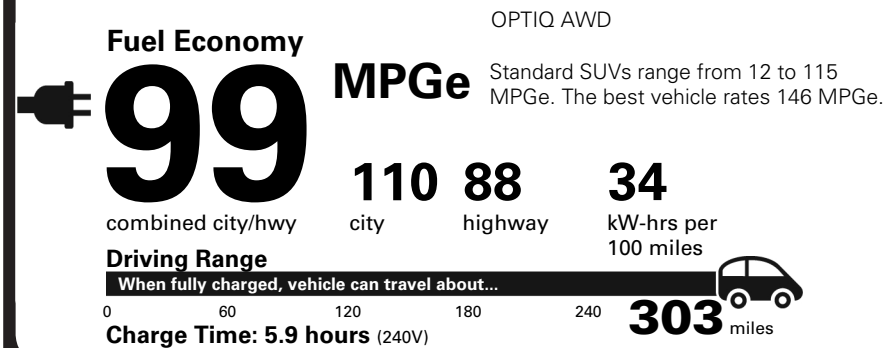 OPTIQ AWD
Fuel Economy
99
MPGe
Standard SUVs range from 12 to 115
MPGe. The best vehicle rates 146 MPGe.
combined city/hwy
110
city
88
highway
34
kW-hrs per
100 miles
Driving Range
When fully charged, vehicle can travel about...
0 60 120 180 240 303 miles
Charge Time: 5.9 hours (240V)